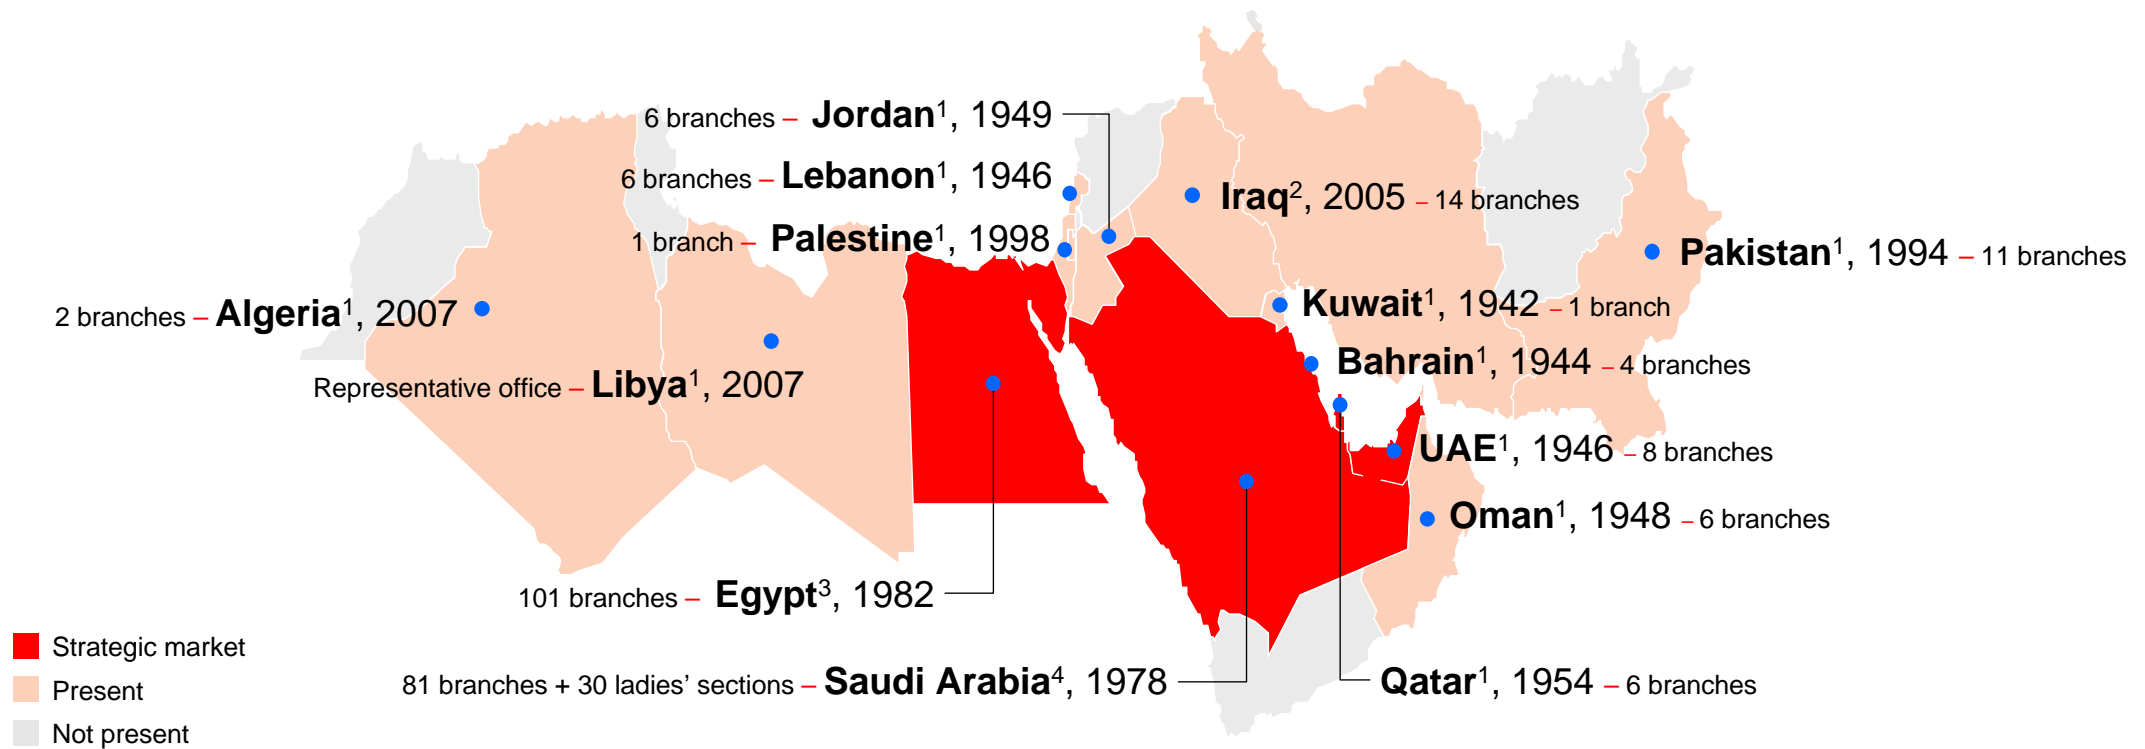 6 branches – Jordan¹, 1949
6 branches – Lebanon¹, 1946
Iraq², 2005 – 14 branches
1 branch – Palestine¹, 1998
Pakistan¹, 1994 – 11 branches
2 branches – Algeria¹, 2007
Kuwait¹, 1942 – 1 branch
Bahrain¹, 1944 – 4 branches
Representative office – Libya¹, 2007
UAE¹, 1946 – 8 branches
Oman¹, 1948 – 6 branches
101 branches – Egypt³, 1982
81 branches + 30 ladies’ sections – Saudi Arabia⁴, 1978
Qatar¹, 1954 – 6 branches
Strategic market
Present
Not present